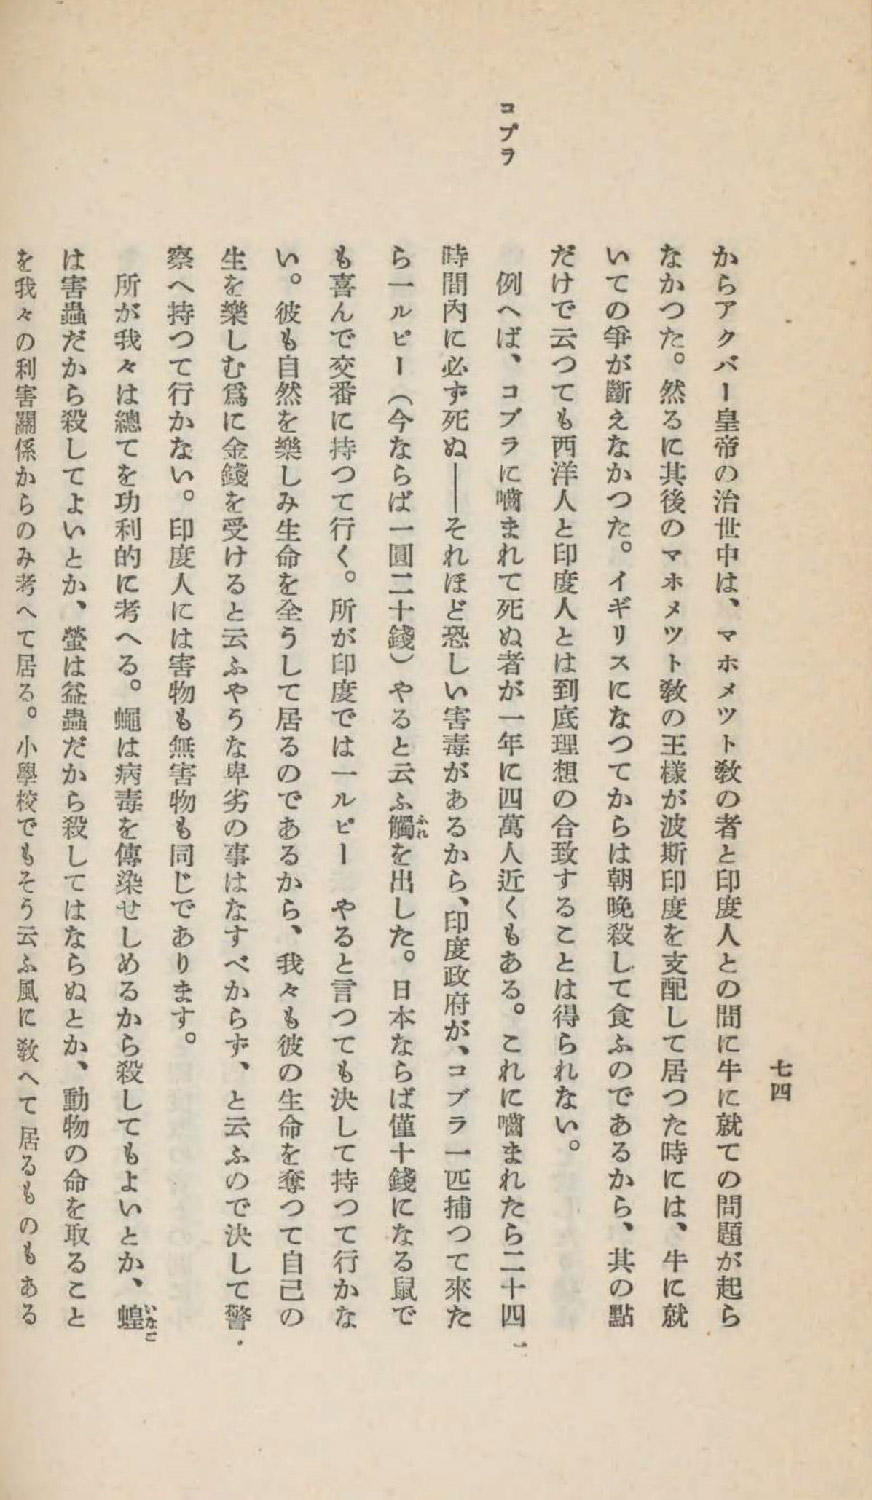 七四
からアクバー皇帝の治世中は、マホメツト敎の者と印度人との間に牛に就ての問題が起ら
なかつた。然るに其後のマホメツト敎の王樣が波斯印度を支配して居つた時には、牛に就
いての爭が斷えなかつた。イギリスになつてからは朝晩殺して食ふのであるから、其の點
だけで云つても西洋人と印度人とは到底理想の合致することは得られない。
コブラ
例へば、コブラに嚙まれて死ぬ者が一年に四萬人近くもある。これに嚙まれたら二十四
時間內に必ず死ぬ――それほど恐しい害毒があるから、印度政府が、コブラ一匹捕つて來た
ら一ルピー（今ならば一圓二十錢）やると云ふ觸ふれを出した。日本ならば僅十錢になる鼠で
も喜んで交番に持つて行く。所が印度では一ルピー　やると言つても決して持つて行かな
い。彼も自然を樂しみ生命を全うして居るのであるから、我々も彼の生命を奪つて自己の
生を樂しむ爲に金錢を受けると云ふやうな卑劣の事はなすべからず、と云ふので決して警
察へ持つて行かない。印度人には害物も無害物も同じであります。
所が我々は總てを功利的に考へる。蠅は病毒を傳染せしめるから殺してもよいとか、蝗いなご
は害蟲だから殺してよいとか、螢は益蟲だから殺してはならぬとか、動物の命を取ること
を我々の利害關係からのみ考へて居る。小學校でもそう云ふ風に敎へて居るものもある